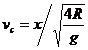 v_c = x / √(4R/g)